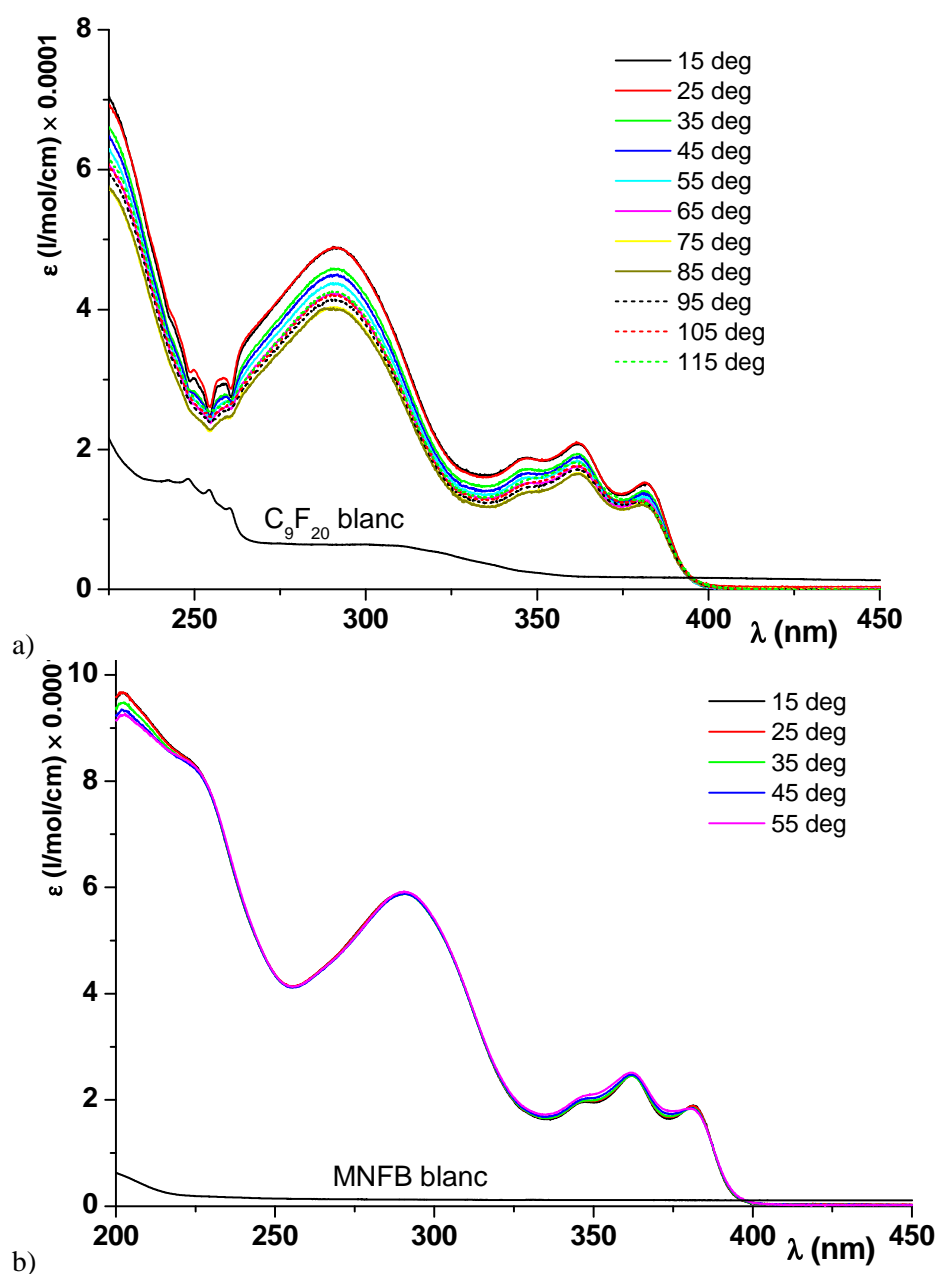 8
6
4
2
0
ε (l/mol/cm) × 0.0001
15 deg
25 deg
35 deg
45 deg
55 deg
65 deg
75 deg
85 deg
95 deg
105 deg
115 deg
C₉F₂₀ blanc
250 300 350 400 450
λ (nm)
a)
10
8
6
4
2
0
ε (l/mol/cm) × 0.000
15 deg
25 deg
35 deg
45 deg
55 deg
MNFB blanc
200 250 300 350 400 450
λ (nm)
b)